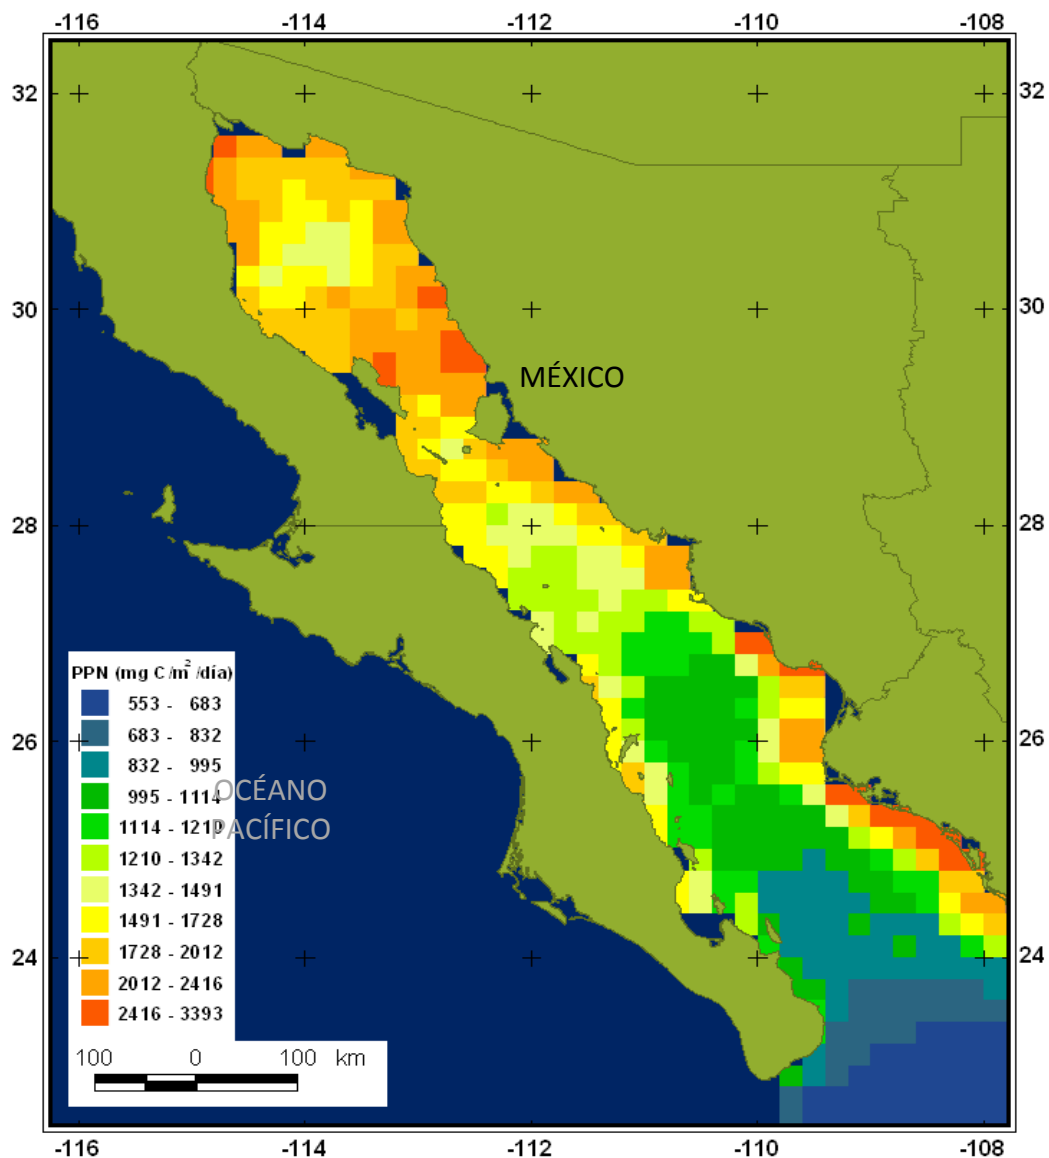 -116 -114 -112 -110 -108
32 32
30 30
MÉXICO
28 28
PPN (mg C /m² /día)
553 - 683
683 - 832
26 26
832 - 995
OCÉANO
995 - 1114
PACÍFICO
1114 - 1210
1210 - 1342
1342 - 1491
1491 - 1728
1728 - 2012
24 24
2012 - 2416
2416 - 3393
100 0 100 km
-116 -114 -112 -110 -108